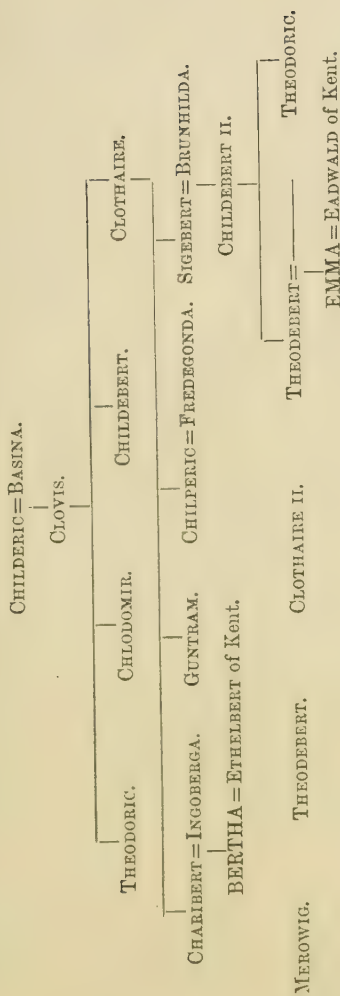 CHILDERIC=BASINA.
CLOVIS.
THEODORIC. CHLODOMIR. CHILDEBERT. CLOTHAIRE.
CHARIBERT=INGOBERGA. GUNTRAM. CHILPERIC=FREDEGONDA. SIGEBERT=BRUNHILDA.
BERTHA=ETHELBERT of Kent. CHILDEBERT II.
MEROWIG. THEODEBERT. CLOTHAIRE II. THEODEBERT= THEODORIC.
EMMA=EADWALD of Kent.